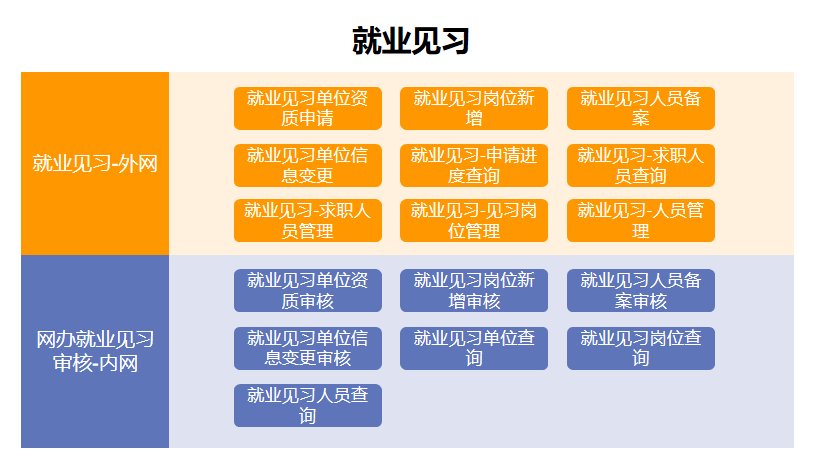 就业见习
就业见习-外网
就业见习单位资
质申请
就业见习岗位新
增
就业见习人员备
案
就业见习单位信
息变更
就业见习-申请进
度查询
就业见习-求职人
员查询
就业见习-求职人
员管理
就业见习-见习岗
位管理
就业见习-人员管
理
网办就业见习
审核-内网
就业见习单位资
质审核
就业见习岗位新
增审核
就业见习人员备
案审核
就业见习单位信
息变更审核
就业见习单位查
询
就业见习岗位查
询
就业见习人员查
询